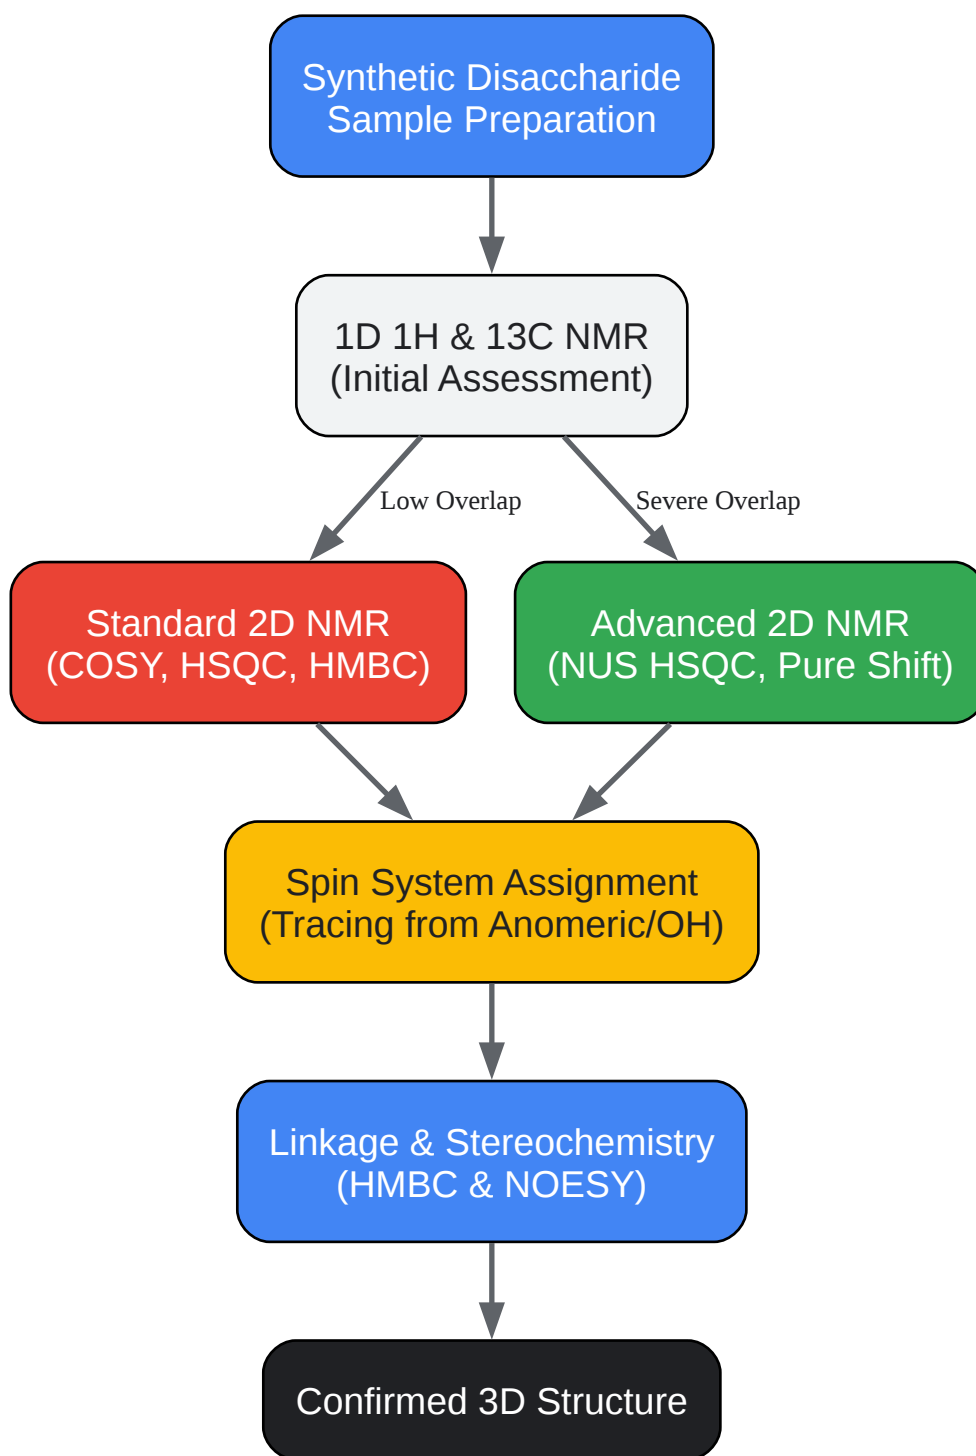 Synthetic Disaccharide
Sample Preparation
1D 1H & 13C NMR
(Initial Assessment)
Low Overlap
Severe Overlap
Standard 2D NMR
(COSY, HSQC, HMBC)
Advanced 2D NMR
(NUS HSQC, Pure Shift)
Spin System Assignment
(Tracing from Anomeric/OH)
Linkage & Stereochemistry
(HMBC & NOESY)
Confirmed 3D Structure